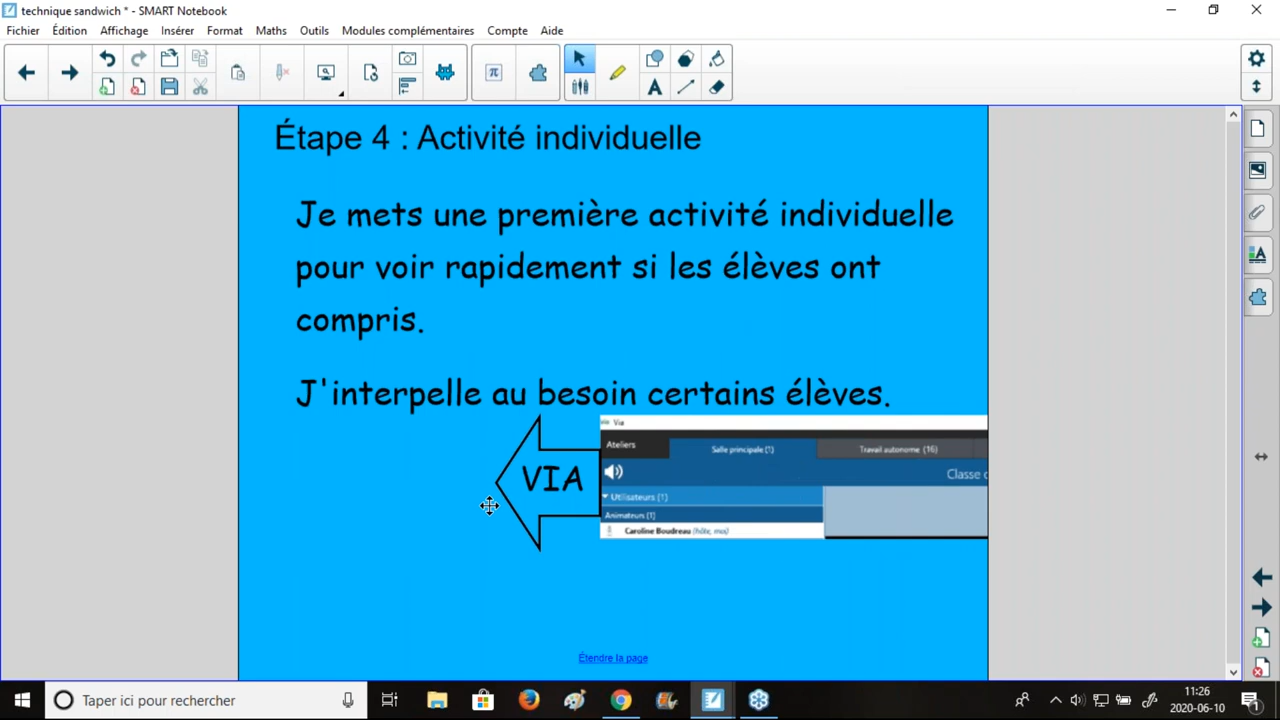 technique sandwich * - SMART Notebook
Fichier Édition Affichage Insérer Format Maths Outils Modules complémentaires Compte Aide
π
A
Étape 4 : Activité individuelle
Je mets une première activité individuelle
pour voir rapidement si les élèves ont
compris.
J'interpelle au besoin certains élèves.
VIA
via Via
Ateliers Salle principale (1) Travail autonome (16)
Classe
Utilisateurs (1)
Animateurs (1)
Caroline Boudreau (hôte, moi)
Étendre la page
Taper ici pour rechercher
11:26
2020-06-10
1